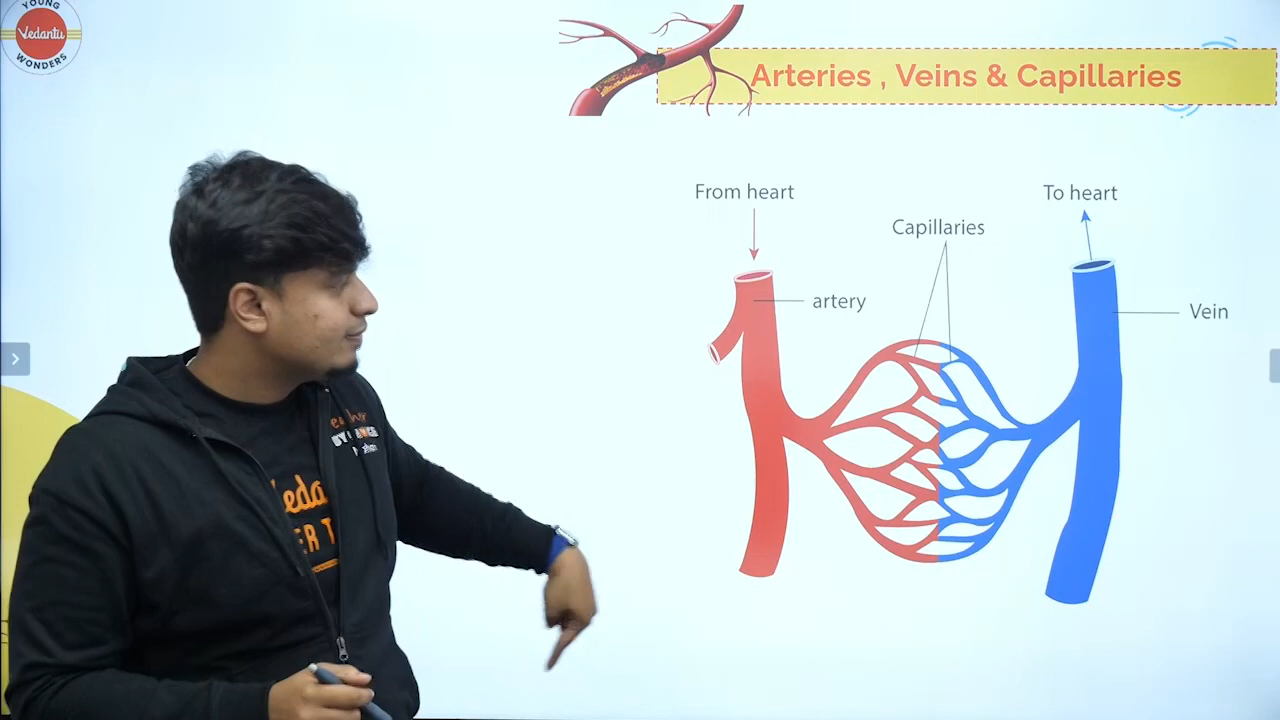 YOUNG
Vedantu
WONDERS
Arteries , Veins & Capillaries
From heart
To heart
Capillaries
artery
Vein